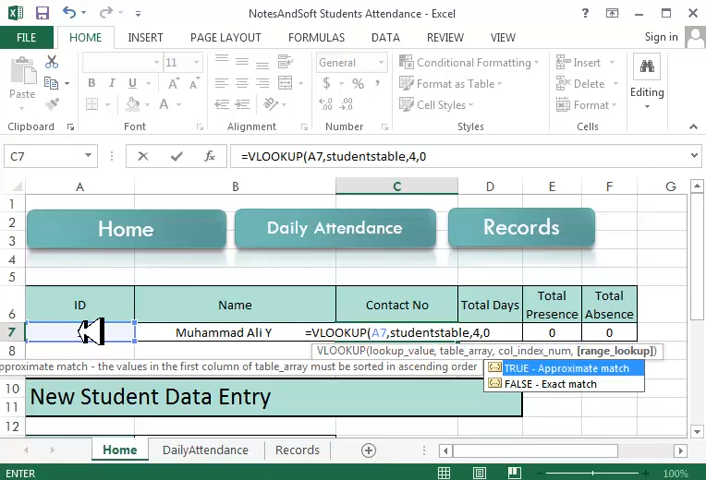 NotesAndSoft Students Attendance - Excel
FILE HOME INSERT PAGE LAYOUT FORMULAS DATA REVIEW VIEW Sign in
Paste
B I U
11
A A
General
$ % ,
Conditional Formatting
Format as Table
Cell Styles
Insert
Delete
Format
Editing
Clipboard Font Alignment Number Styles Cells
C7 fx =VLOOKUP(A7,studentstable,4,0
A B C D E F G
1
2
3
4
5
6
7
8
10
11
12
Home Daily Attendance Records
ID Name Contact No Total Days Total Presence Total Absence
Muhammad Ali Y =VLOOKUP(A7,studentstable,4,0 0 0
VLOOKUP(lookup_value, table_array, col_index_num, [range_lookup])
pproximate match - the values in the first column of table_array must be sorted in ascending order
TRUE - Approximate match
FALSE - Exact match
New Student Data Entry
Home DailyAttendance Records
ENTER 100%